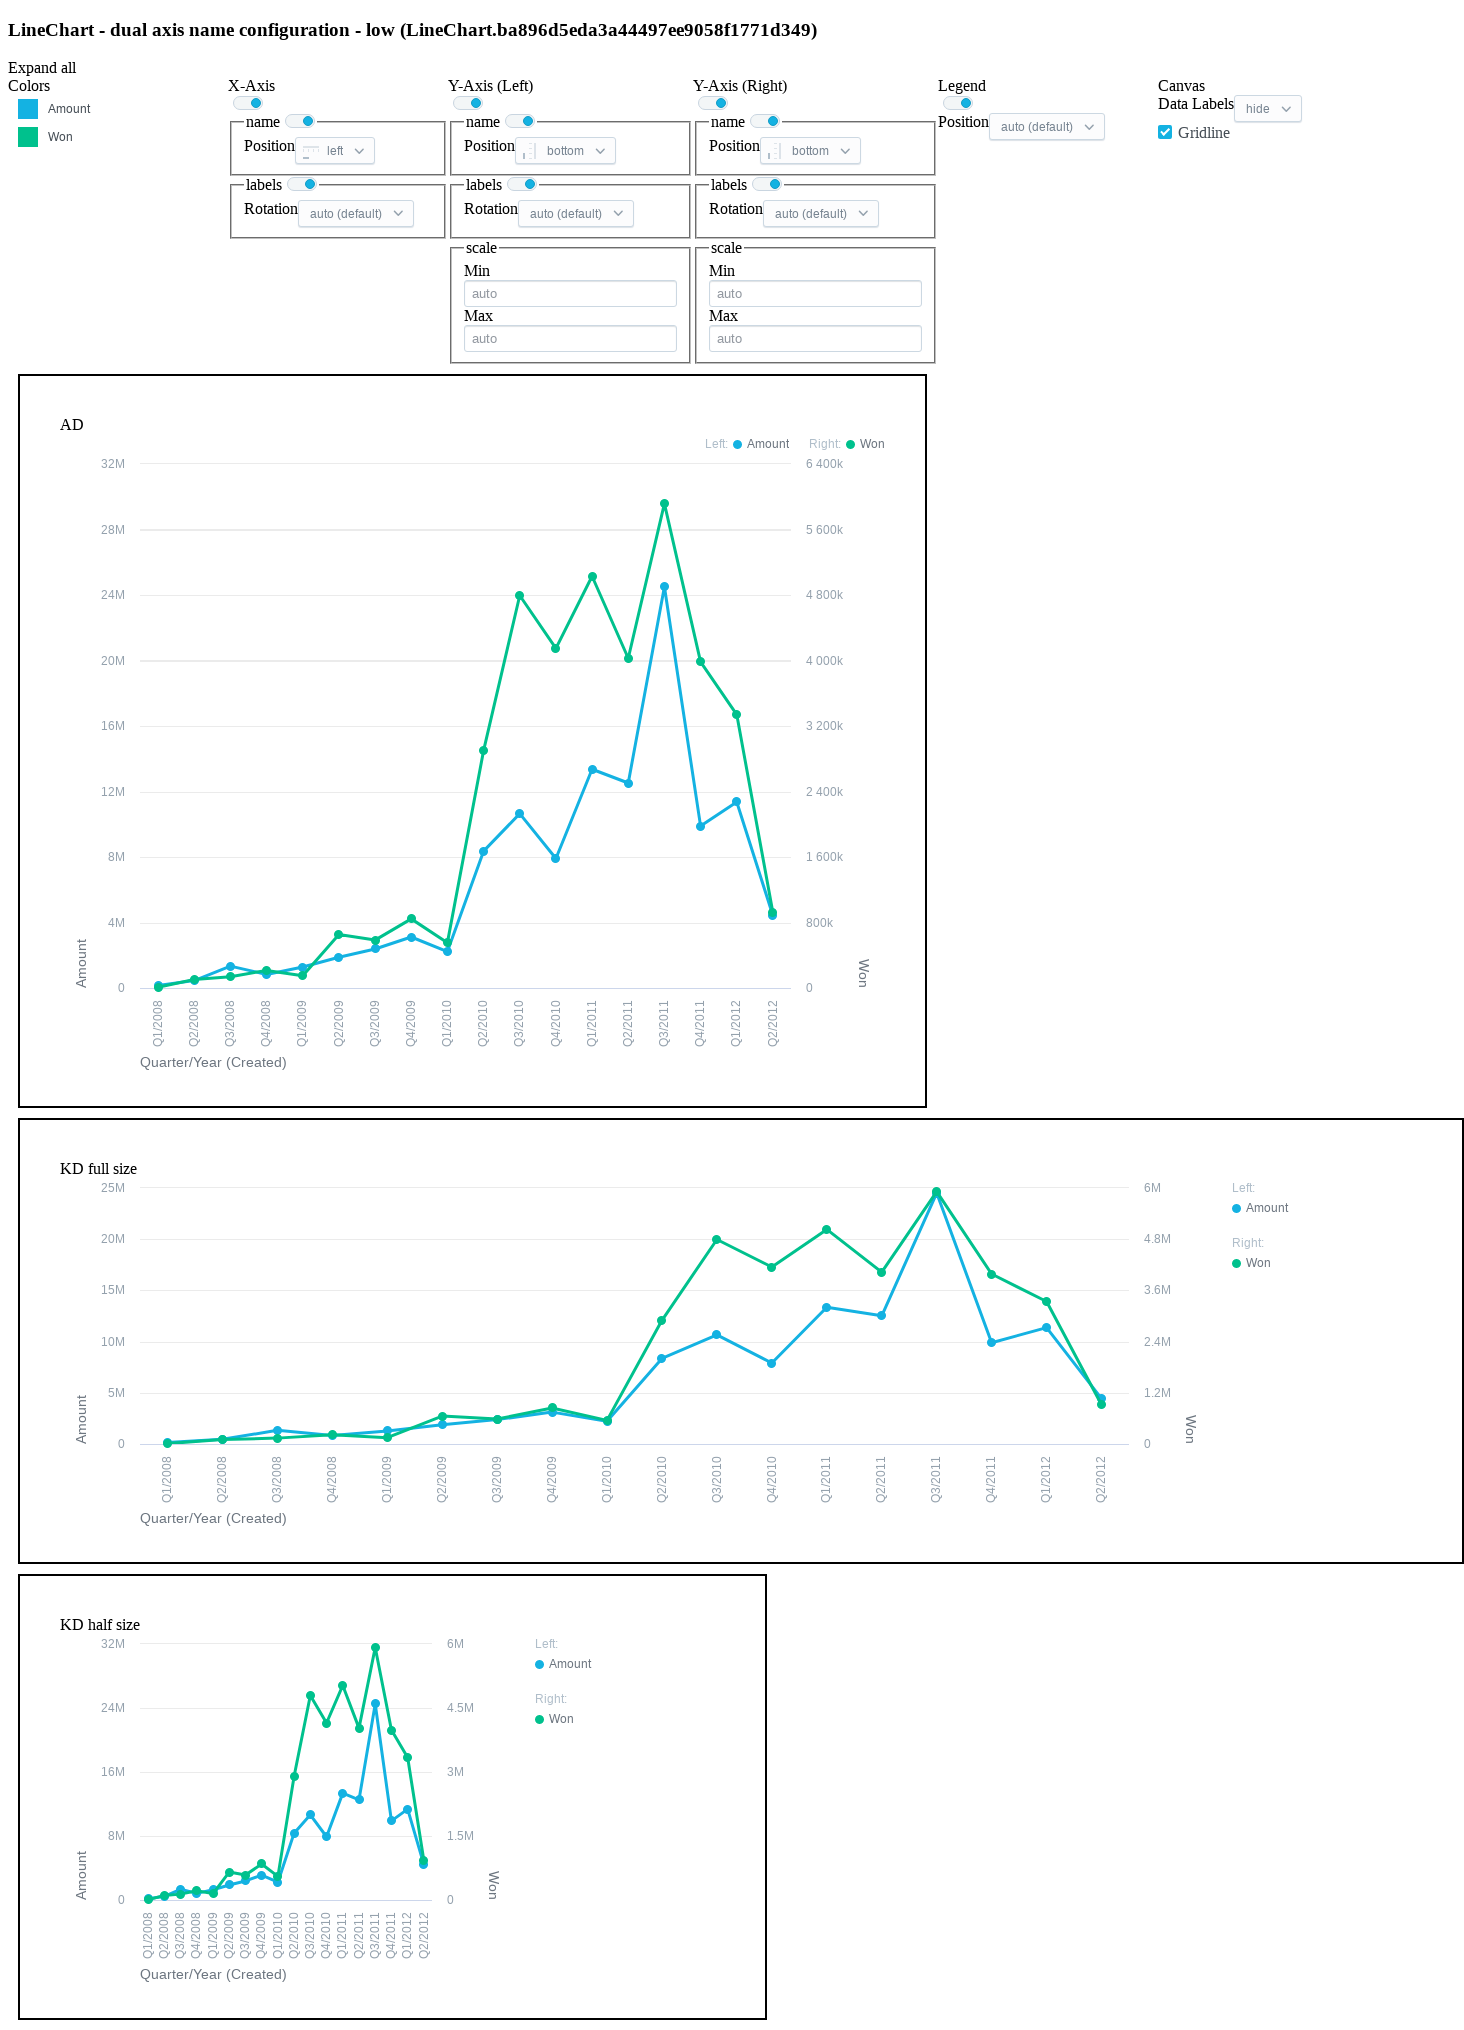 LineChart - dual axis name configuration - low (LineChart.ba896d5eda3a44497ee9058f1771d349)
Expand all
Colors
Amount
Won
X-Axis
name
Position left
labels
Rotation auto (default)
Y-Axis (Left)
name
Position bottom
labels
Rotation auto (default)
scale
Min
auto
Max
auto
Y-Axis (Right)
name
Position bottom
labels
Rotation auto (default)
scale
Min
auto
Max
auto
Legend
Position auto (default)
Canvas
Data Labels hide
Gridline
AD
Left: Amount Right: Won
32M 6 400k
28M 5 600k
24M 4 800k
20M 4 000k
16M 3 200k
12M 2 400k
8M 1 600k
4M 800k
0 0
Amount
Won
Q1/2008 Q2/2008 Q3/2008 Q4/2008 Q1/2009 Q2/2009 Q3/2009 Q4/2009 Q1/2010 Q2/2010 Q3/2010 Q4/2010 Q1/2011 Q2/2011 Q3/2011 Q4/2011 Q1/2012 Q2/2012
Quarter/Year (Created)
KD full size
25M 6M
20M 4.8M
15M 3.6M
10M 2.4M
5M 1.2M
0 0
Amount
Won
Left:
Amount
Right:
Won
Q1/2008 Q2/2008 Q3/2008 Q4/2008 Q1/2009 Q2/2009 Q3/2009 Q4/2009 Q1/2010 Q2/2010 Q3/2010 Q4/2010 Q1/2011 Q2/2011 Q3/2011 Q4/2011 Q1/2012 Q2/2012
Quarter/Year (Created)
KD half size
32M 6M
24M 4.5M
16M 3M
8M 1.5M
0 0
Amount
Won
Left:
Amount
Right:
Won
Q1/2008 Q2/2008 Q3/2008 Q4/2008 Q1/2009 Q2/2009 Q3/2009 Q4/2009 Q1/2010 Q2/2010 Q3/2010 Q4/2010 Q1/2011 Q2/2011 Q3/2011 Q4/2011 Q1/2012 Q2/2012
Quarter/Year (Created)